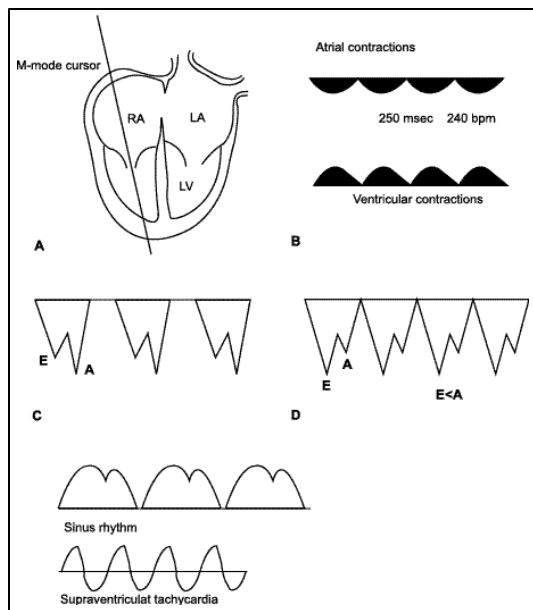 M-mode cursor
RA
LA
LV
A
Atrial contractions
250 msec 240 bpm
Ventricular contractions
B
E
A
C
E
A
E<A
D
Sinus rhythm
Supraventriculat tachycardia